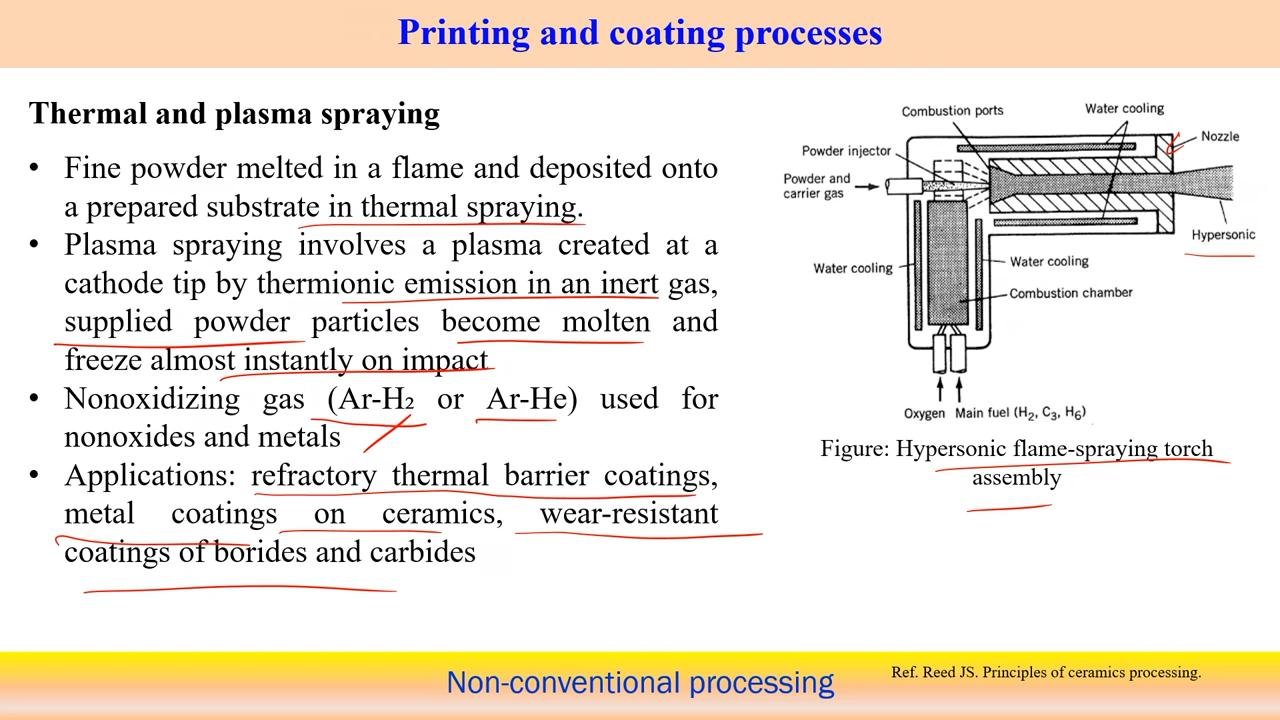 Printing and coating processes
Thermal and plasma spraying
• Fine powder melted in a flame and deposited onto
a prepared substrate in thermal spraying.
• Plasma spraying involves a plasma created at a
cathode tip by thermionic emission in an inert gas,
supplied powder particles become molten and
freeze almost instantly on impact
• Nonoxidizing gas (Ar-H₂ or Ar-He) used for
nonoxides and metals
• Applications: refractory thermal barrier coatings,
metal coatings on ceramics, wear-resistant
coatings of borides and carbides
Combustion ports
Water cooling
Nozzle
Powder injector
Powder and
carrier gas
Hypersonic
Water cooling
Water cooling
Combustion chamber
Oxygen Main fuel (H₂, C₃, H₆)
Figure: Hypersonic flame-spraying torch
assembly
Non-conventional processing
Ref. Reed JS. Principles of ceramics processing.